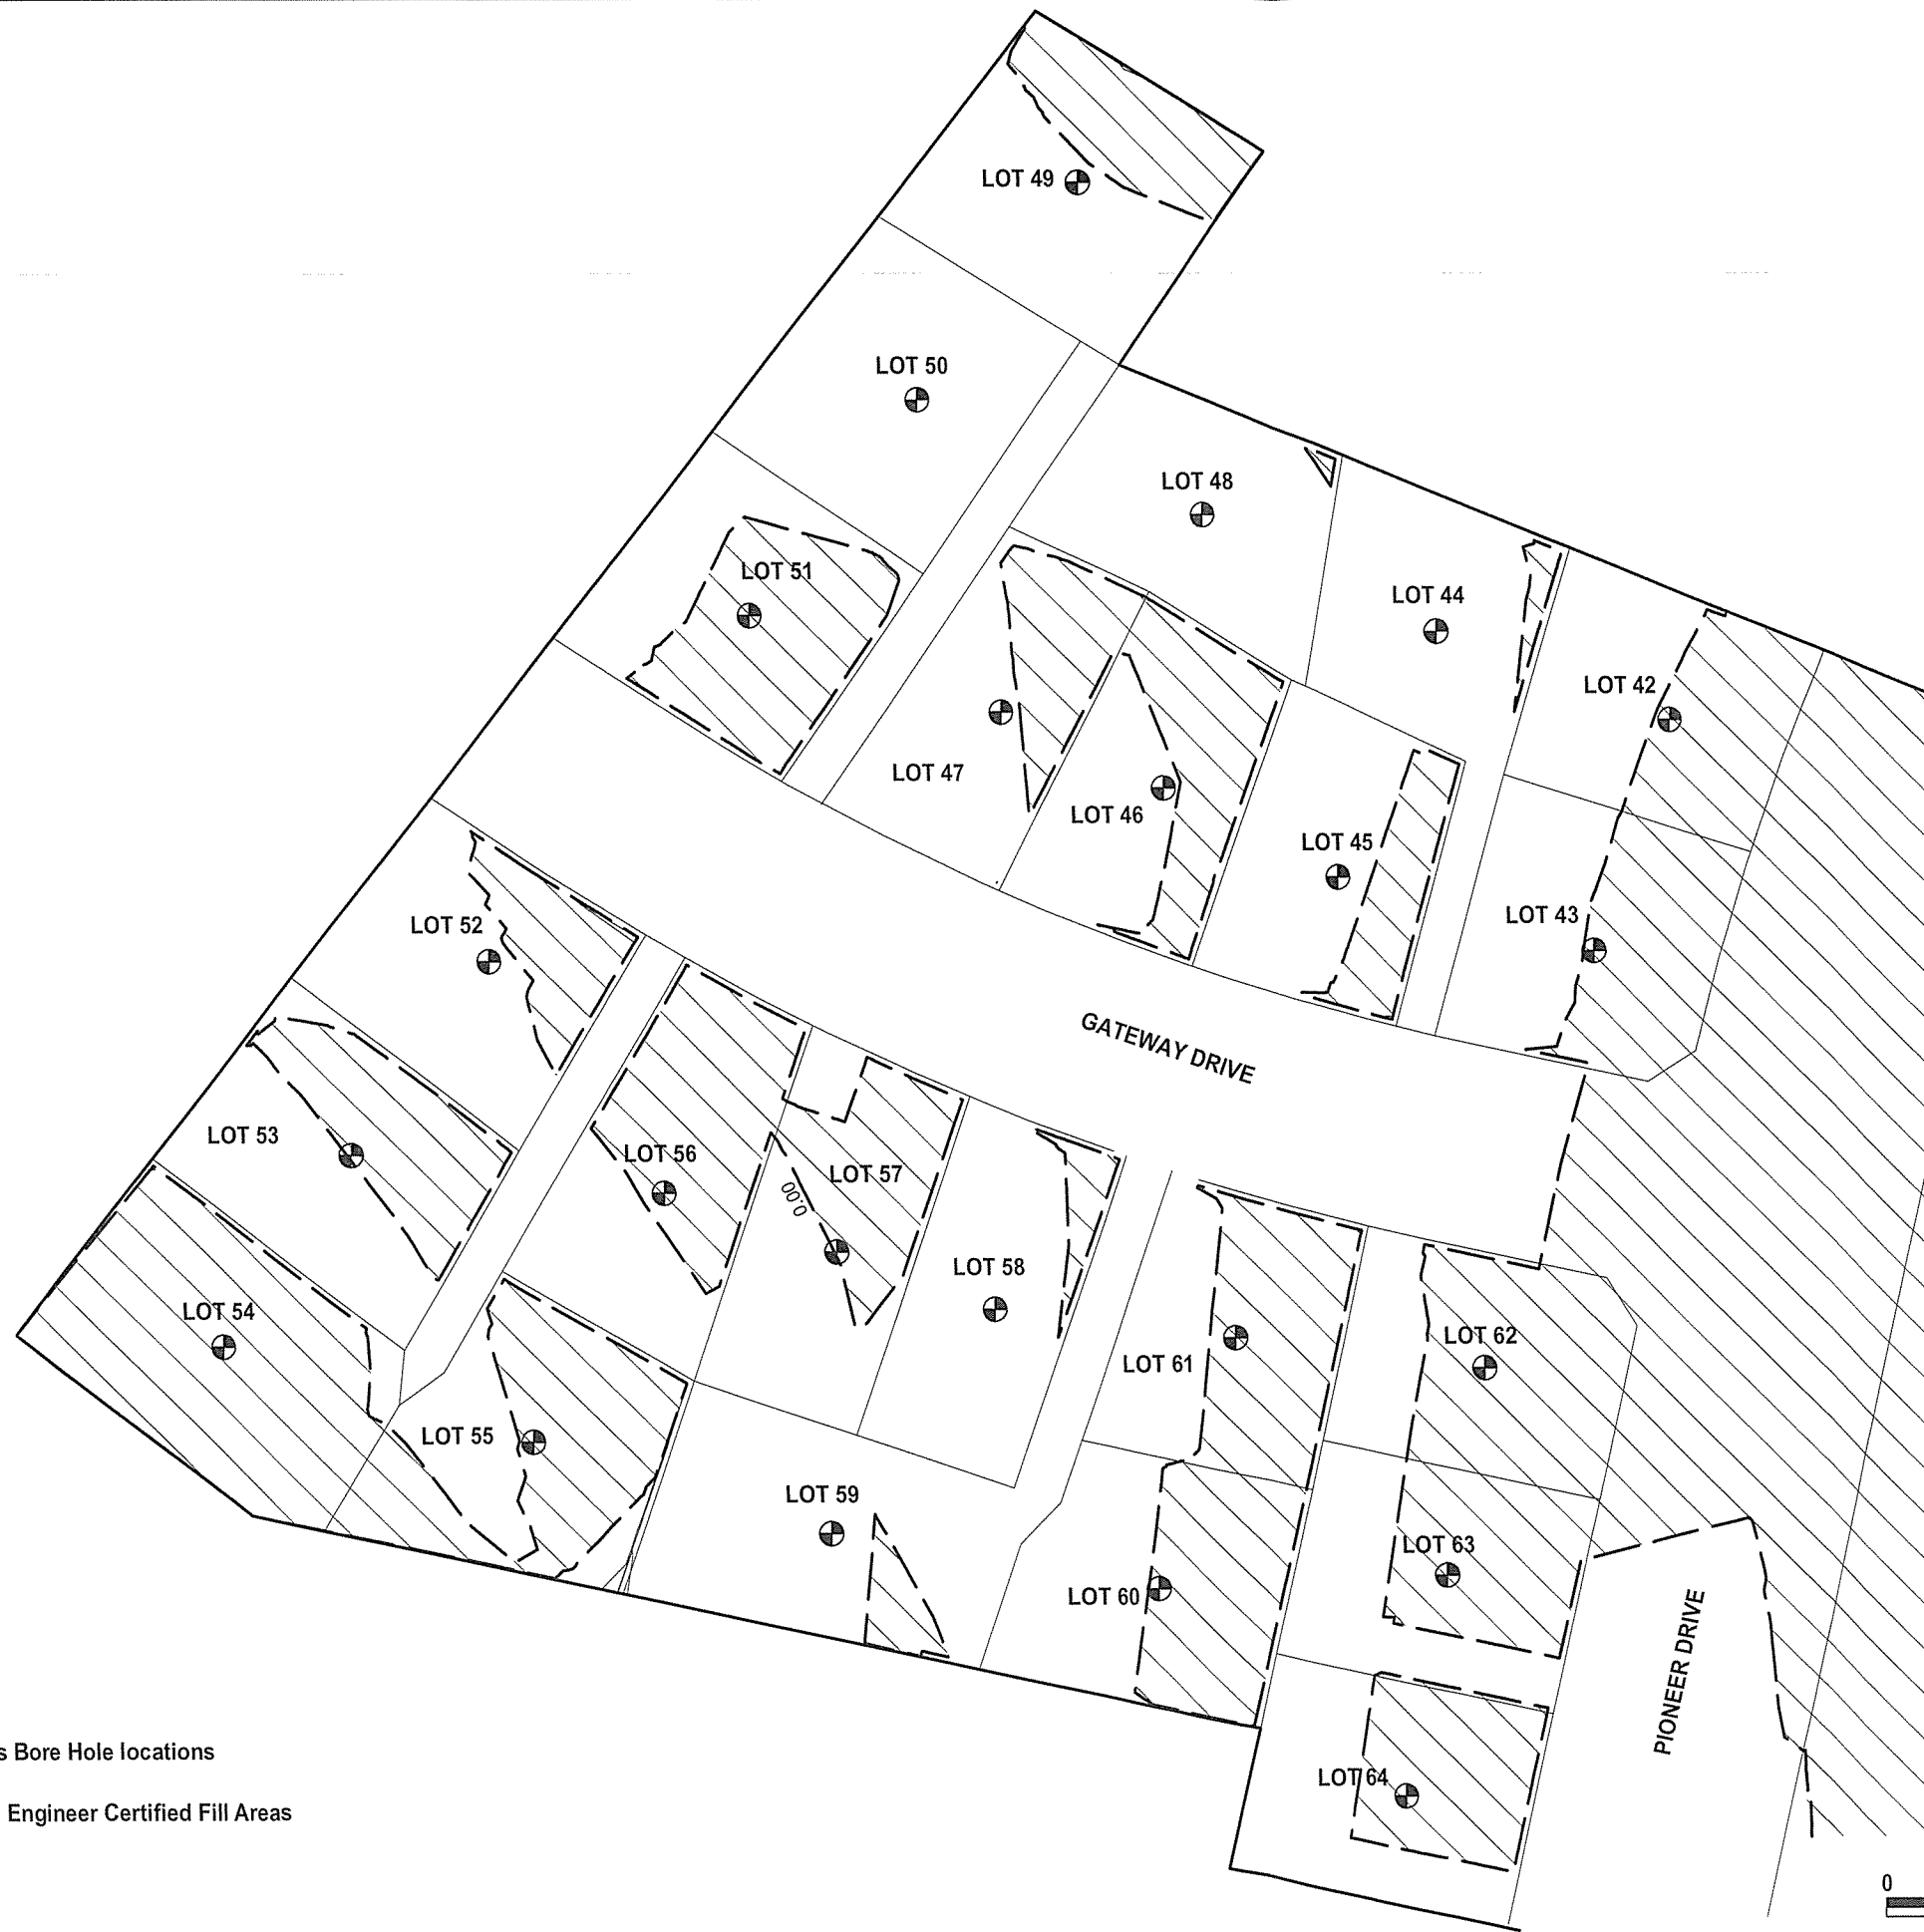 LOT 49
LOT 50
LOT 48
LOT 51
LOT 44
LOT 42
LOT 47
LOT 46
LOT 45
LOT 43
LOT 52
GATEWAY DRIVE
LOT 53
LOT 56
LOT 57
0.00
LOT 58
LOT 54
LOT 62
LOT 61
LOT 55
LOT 59
LOT 63
LOT 60
PIONEER DRIVE
s Bore Hole locations
LOT 64
Engineer Certified Fill Areas
0